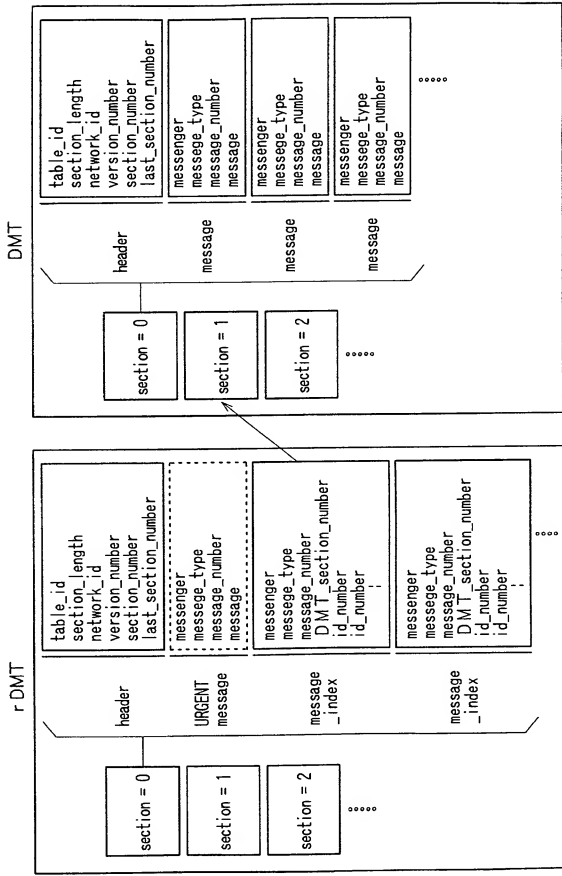 r DMT
section = 0
section = 1
section = 2
header
table_id
section_length
network_id
version_number
section_number
last_section_number
URGENT
message
messenger
messege_type
message_number
message
message
_index
messenger
messege_type
message_number
DMT_section_number
id_number
id_number
message
_index
messenger
messege_type
message_number
DMT_section_number
id_number
id_number
DMT
section = 0
section = 1
section = 2
header
table_id
section_length
network_id
version_number
section_number
last_section_number
message
messenger
messege_type
message_number
message
message
messenger
messege_type
message_number
message
message
messenger
messege_type
message_number
message